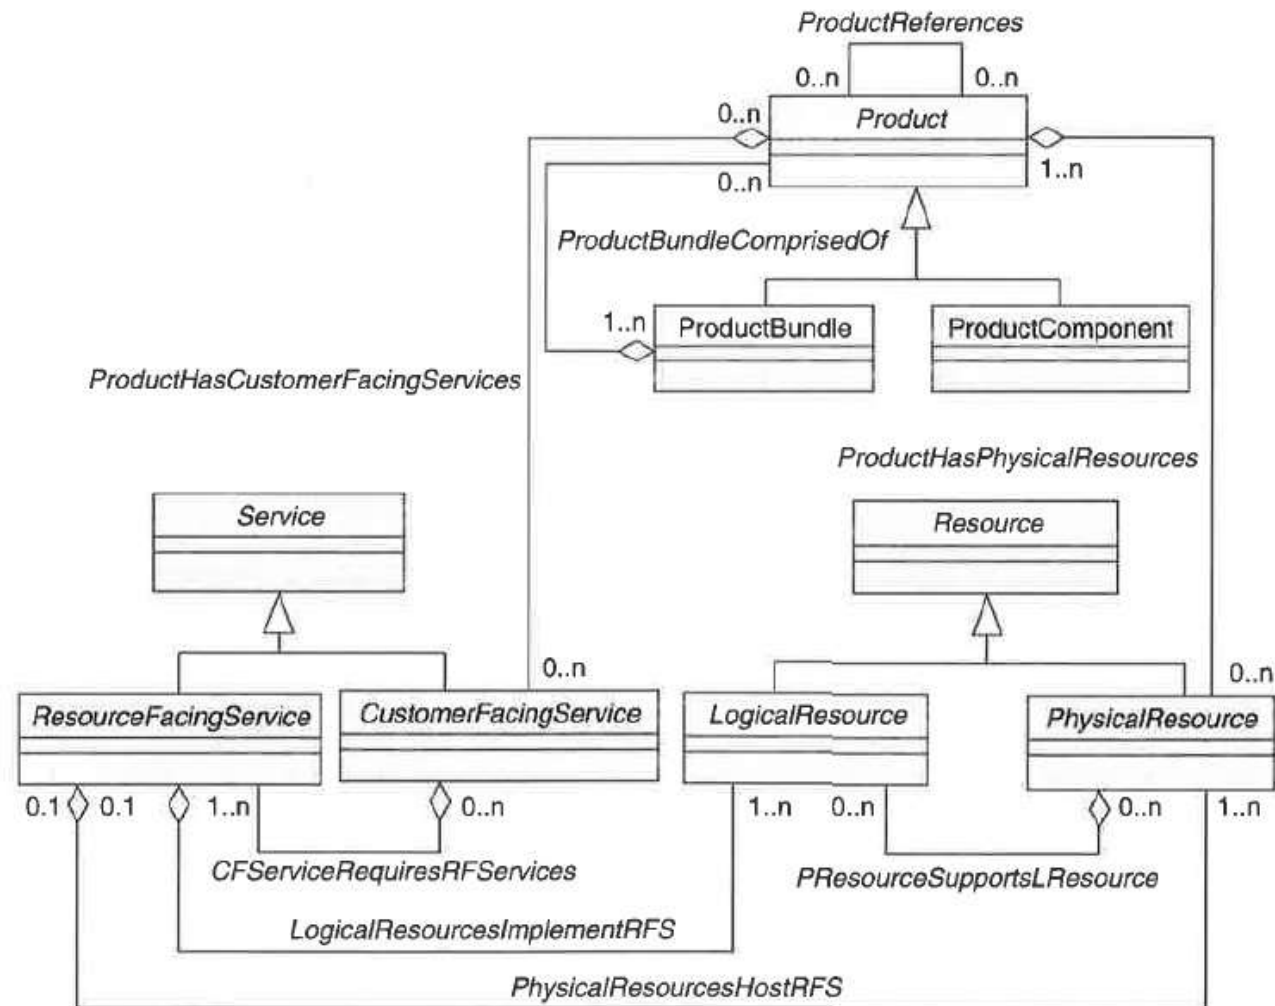 ProductReferences
0..n 0..n
0..n Product
0..n 1..n
ProductBundleComprisedOf
1..n ProductBundle ProductComponent
ProductHasCustomerFacingServices
ProductHasPhysicalResources
Service Resource
0..n 0..n
ResourceFacingService CustomerFacingService LogicalResource PhysicalResource
0.1 0.1 1..n 0..n 1..n 0..n 0..n 1..n
CFServiceRequiresRFServices PResourceSupportsLResource
LogicalResourcesImplementRFS
PhysicalResourcesHostRFS